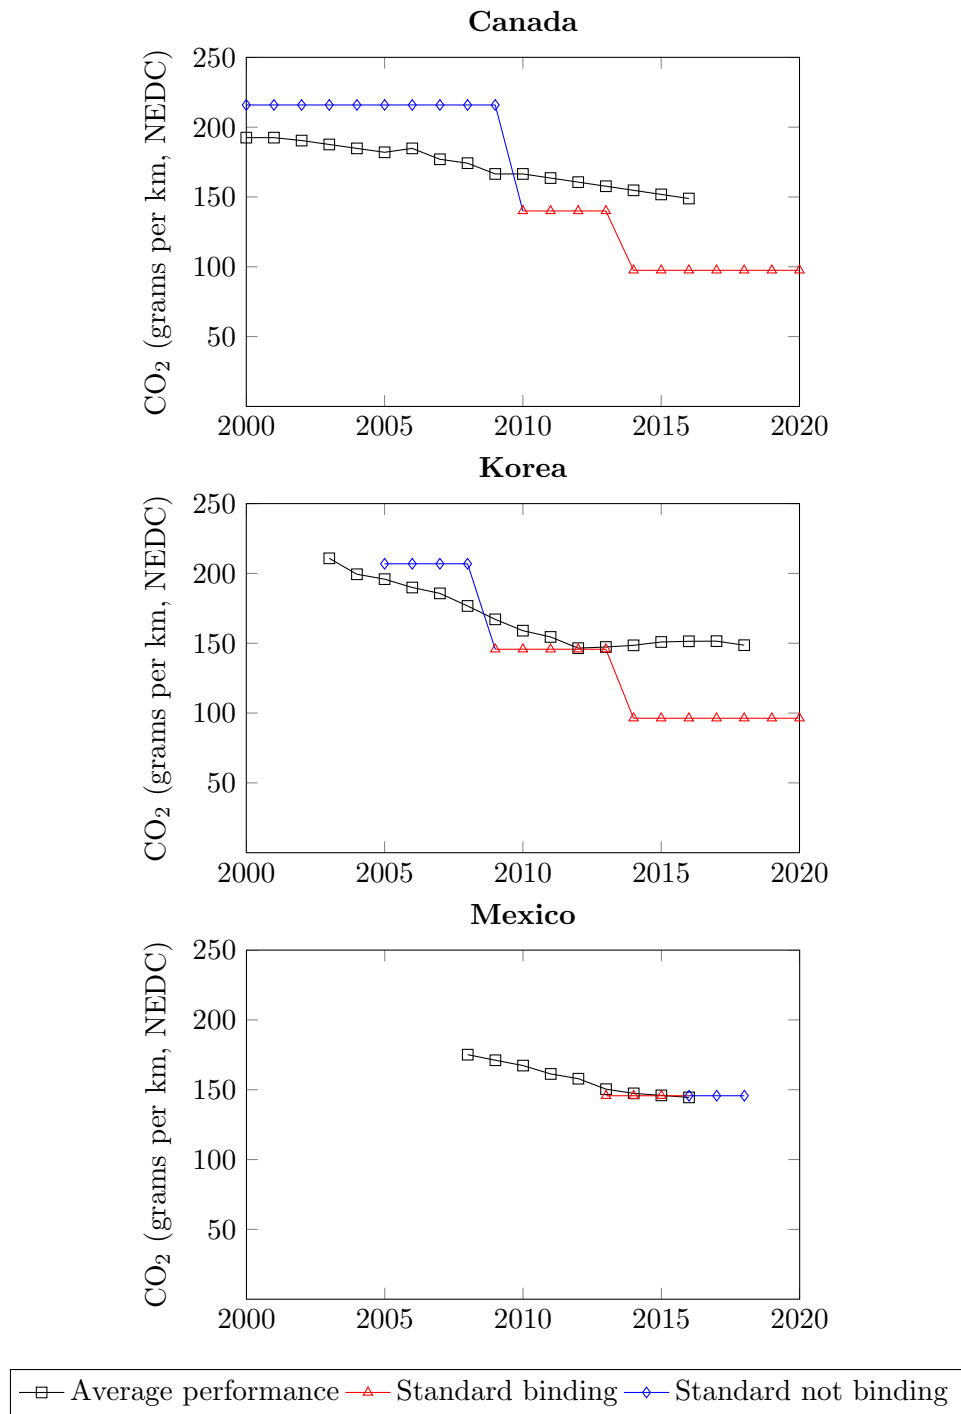 Canada
250
200
150
100
50
CO₂ (grams per km, NEDC)
2000 2005 2010 2015 2020
Korea
250
200
150
100
50
CO₂ (grams per km, NEDC)
2000 2005 2010 2015 2020
Mexico
250
200
150
100
50
CO₂ (grams per km, NEDC)
2000 2005 2010 2015 2020
Average performance Standard binding Standard not binding